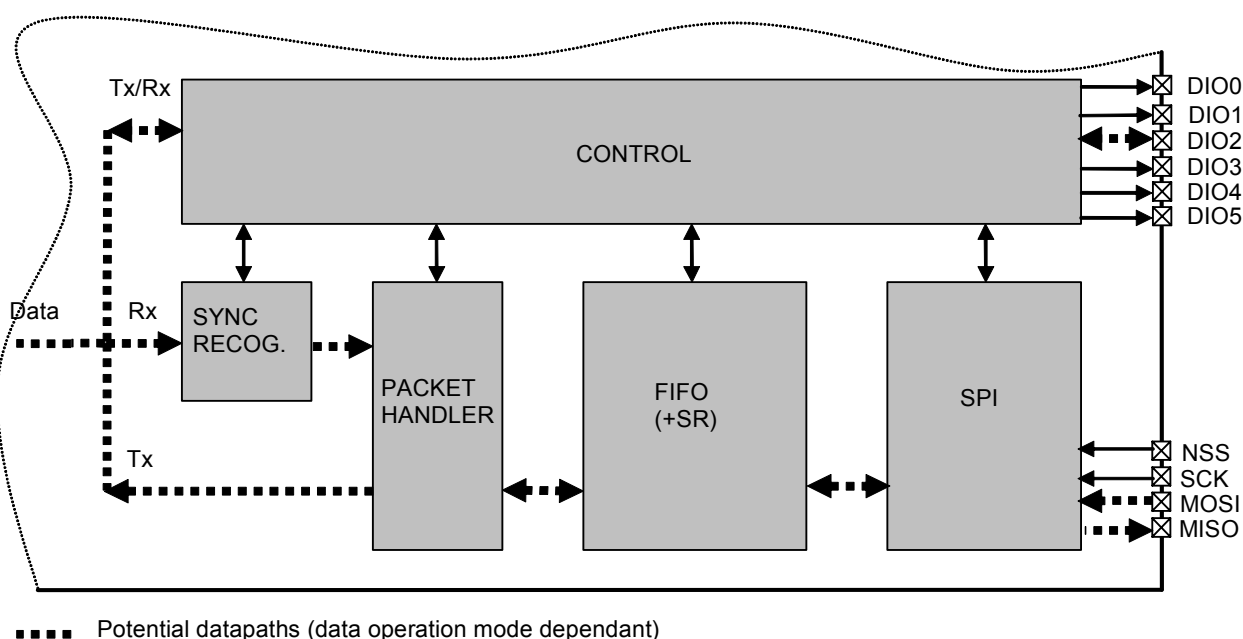 Tx/Rx
CONTROL
DIO0
DIO1
DIO2
DIO3
DIO4
DIO5
Data
Rx
SYNC
RECOG.
PACKET
HANDLER
FIFO
(+SR)
SPI
Tx
NSS
SCK
MOSI
MISO
Potential datapaths (data operation mode dependant)